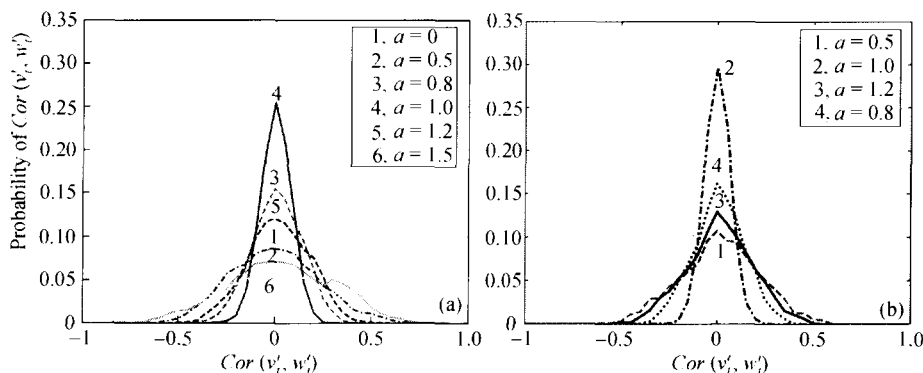 Probability of Cor (v′t, w′t)
0.35
0.30
0.25
0.20
0.15
0.10
0.05
0
1, a = 0
2, a = 0.5
3, a = 0.8
4, a = 1.0
5, a = 1.2
6, a = 1.5
4
3
5
1
2
6
(a)
−1 −0.5 0 0.5 1.0
Cor (v′t, w′t)
0.35
0.30
0.25
0.20
0.15
0.10
0.05
0
1, a = 0.5
2, a = 1.0
3, a = 1.2
4, a = 0.8
2
4
3
1
(b)
−1 −0.5 0 0.5 1.0
Cor (v′t, w′t)